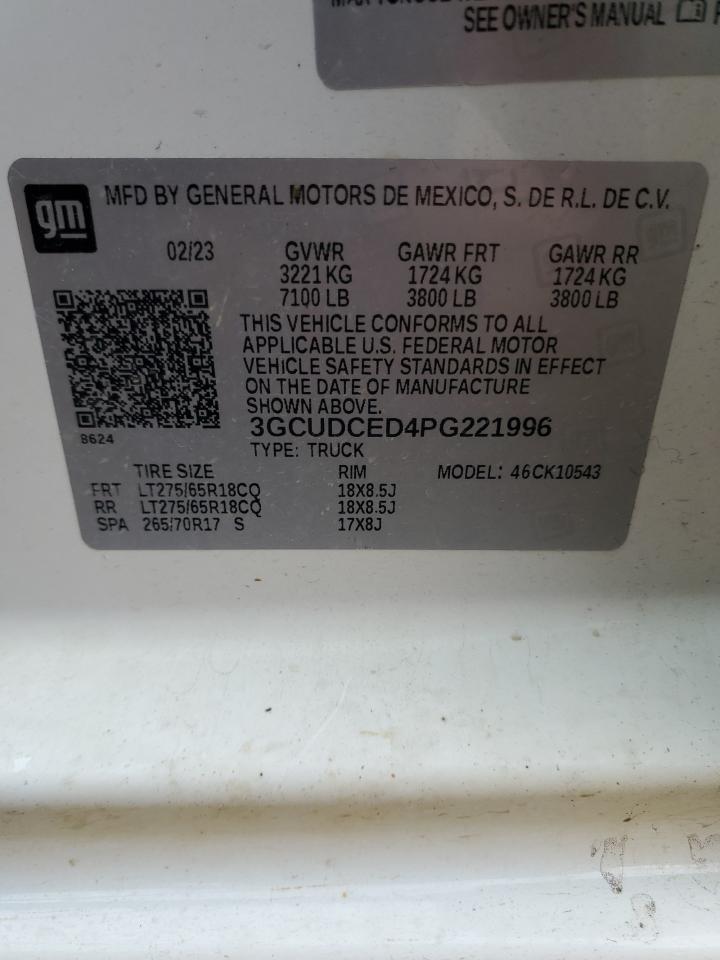 SEE OWNER'S MANUAL
gm
MFD BY GENERAL MOTORS DE MEXICO, S. DE R.L. DE C.V.
02/23 GVWR GAWR FRT GAWR RR
3221 KG 1724 KG 1724 KG
7100 LB 3800 LB 3800 LB
THIS VEHICLE CONFORMS TO ALL
APPLICABLE U.S. FEDERAL MOTOR
VEHICLE SAFETY STANDARDS IN EFFECT
ON THE DATE OF MANUFACTURE
SHOWN ABOVE.
8624
3GCUDCED4PG221996
TYPE: TRUCK
TIRE SIZE RIM MODEL: 46CK10543
FRT LT275/65R18CQ 18X8.5J
RR LT275/65R18CQ 18X8.5J
SPA 265/70R17 S 17X8J